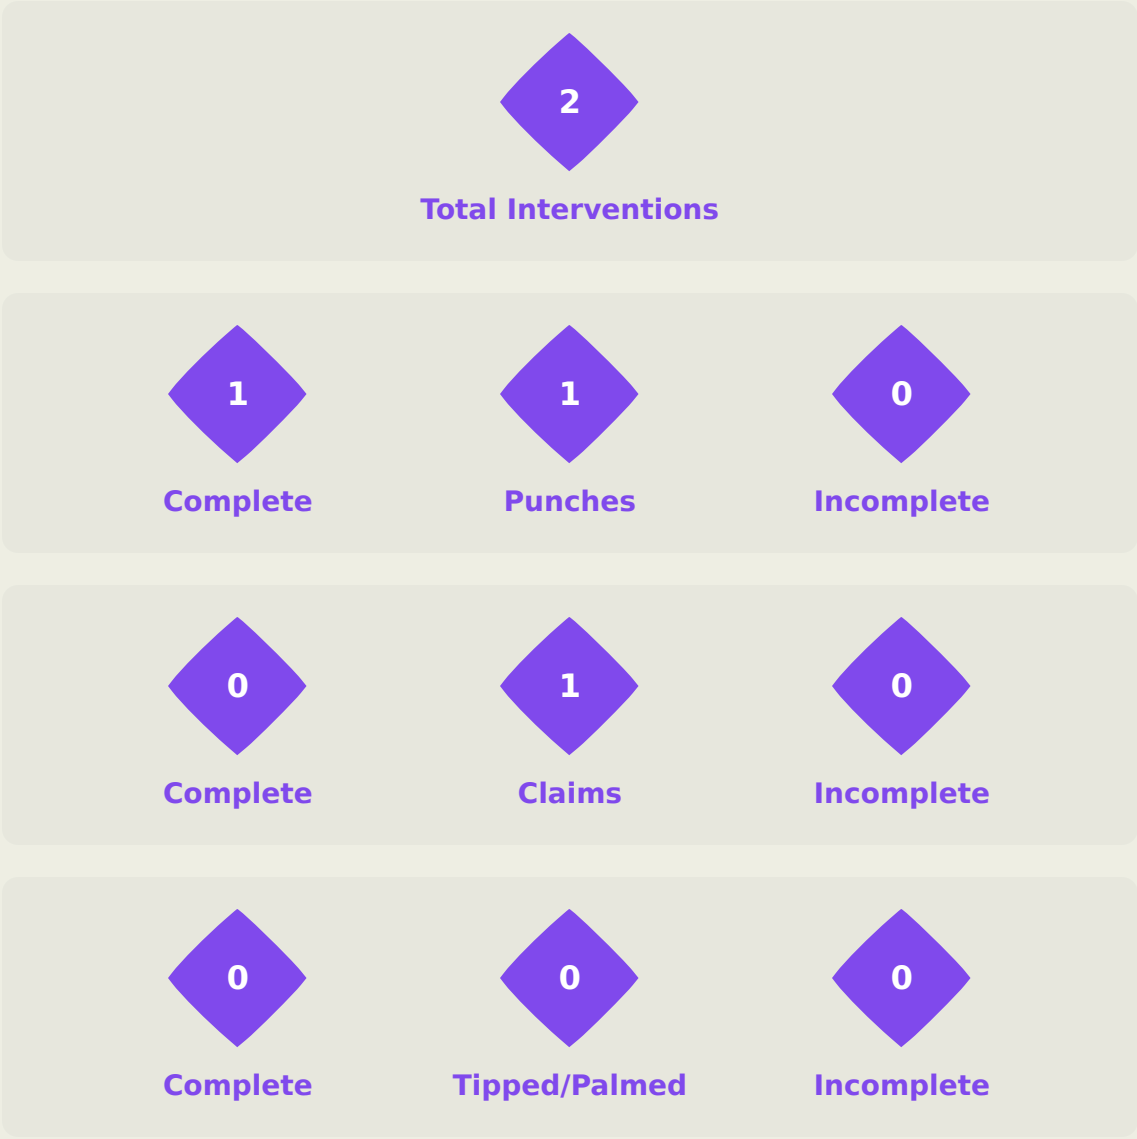 2
Total Interventions
1 1 0
Complete Punches Incomplete
0 1 0
Complete Claims Incomplete
0 0 0
Complete Tipped/Palmed Incomplete